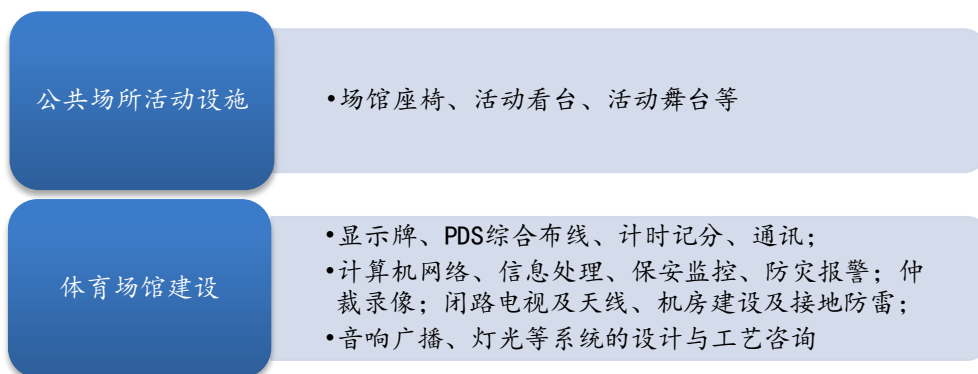 公共场所活动设施
•场馆座椅、活动看台、活动舞台等
体育场馆建设
•显示牌、PDS综合布线、计时记分、通讯；
•计算机网络、信息处理、保安监控、防灾报警；仲
裁录像；闭路电视及天线、机房建设及接地防雷；
•音响广播、灯光等系统的设计与工艺咨询